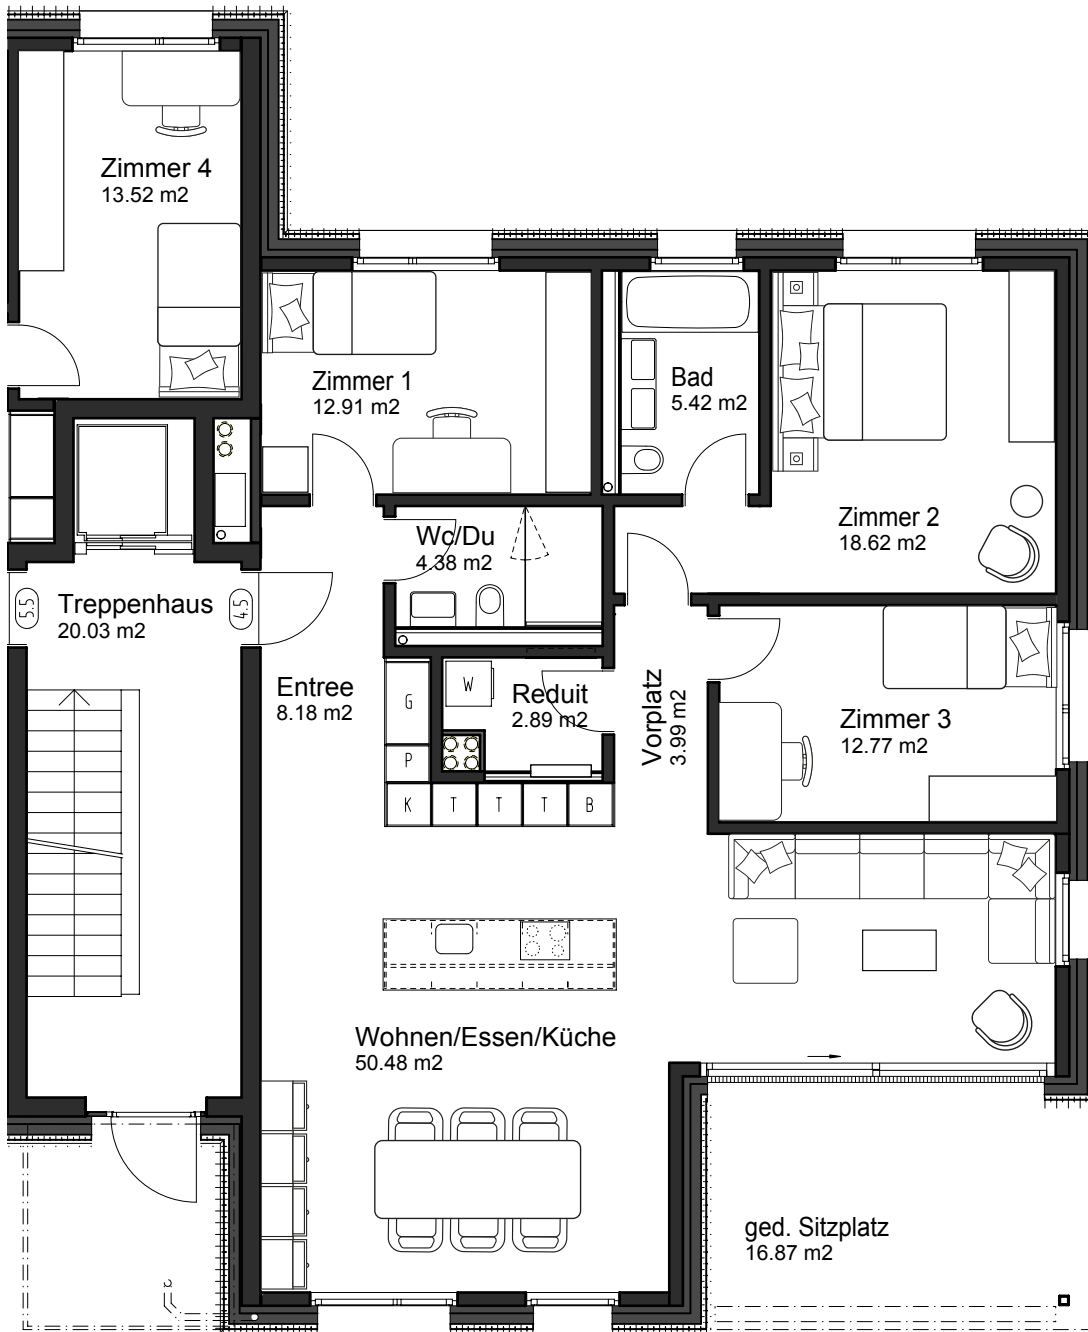 Zimmer 4
13.52 m2
Zimmer 1
12.91 m2
Bad
5.42 m2
Zimmer 2
18.62 m2
Wc/Du
4.38 m2
5.5
Treppenhaus
20.03 m2
4.5
Entree
8.18 m2
G
P
W
Reduit
2.89 m2
Vorplatz
3.99 m2
Zimmer 3
12.77 m2
K T T T B
Wohnen/Essen/Küche
50.48 m2
ged. Sitzplatz
16.87 m2